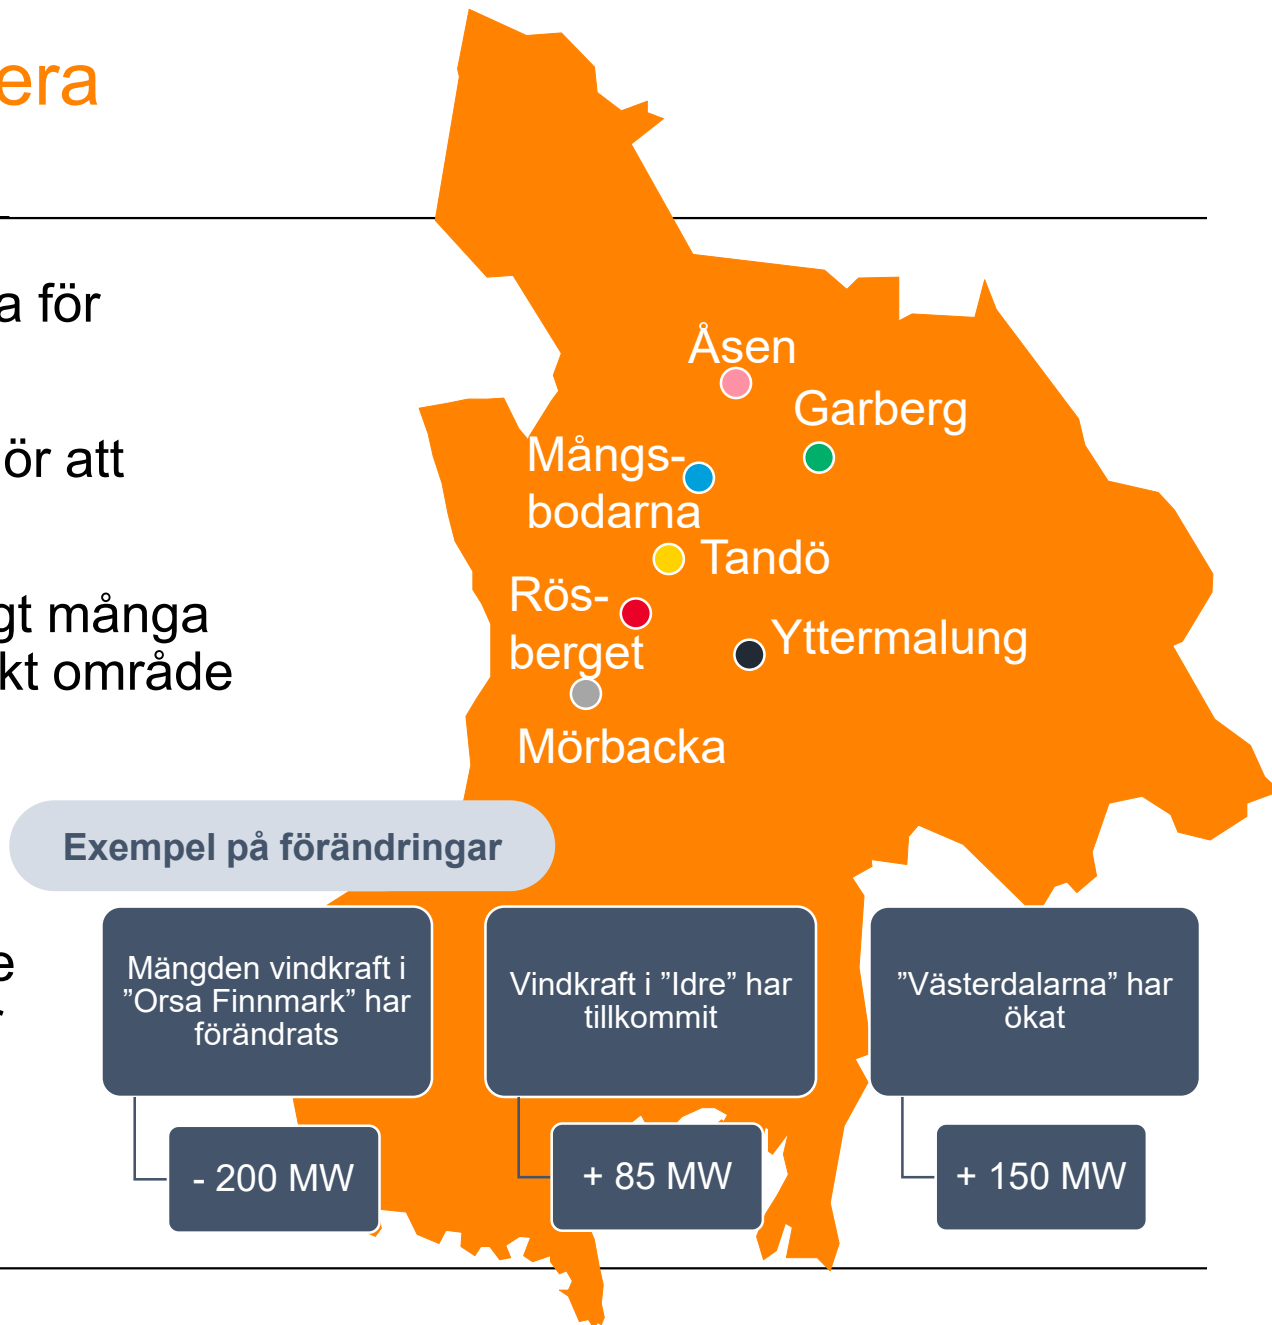 era
a för
ör att
gt många
kt område
Åsen
Garberg
Mångs-
bodarna
Tandö
Rös-
berget
Yttermalung
Mörbacka
Exempel på förändringar
e
Mängden vindkraft i
”Orsa Finnmark” har
förändrats
Vindkraft i ”Idre” har
tillkommit
”Västerdalarna” har
ökat
- 200 MW
+ 85 MW
+ 150 MW